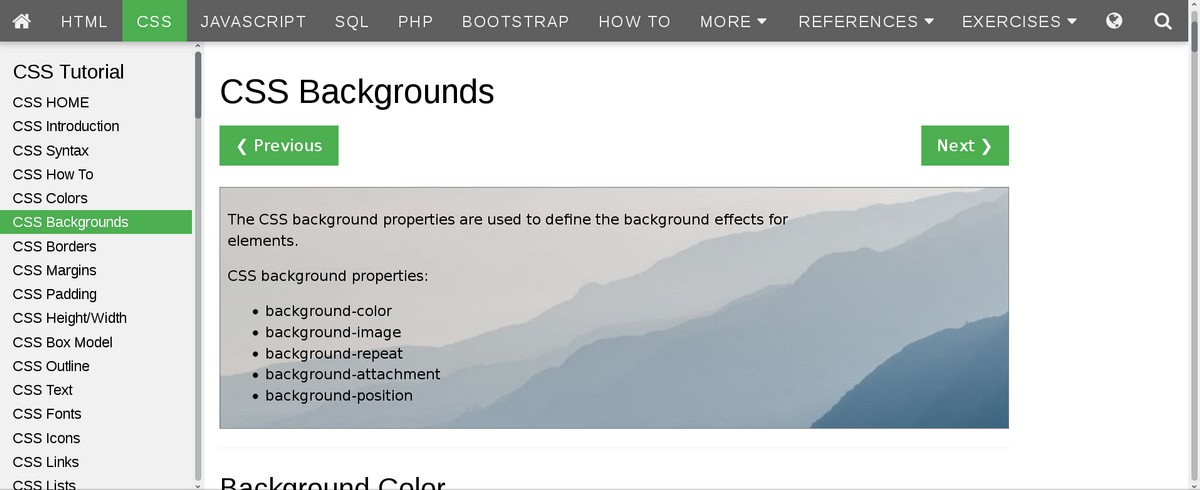 HTML CSS JAVASCRIPT SQL PHP BOOTSTRAP HOW TO MORE REFERENCES EXERCISES
CSS Tutorial
CSS HOME
CSS Introduction
CSS Syntax
CSS How To
CSS Colors
CSS Backgrounds
CSS Borders
CSS Margins
CSS Padding
CSS Height/Width
CSS Box Model
CSS Outline
CSS Text
CSS Fonts
CSS Icons
CSS Links
CSS Lists
CSS Backgrounds
❮ Previous
Next ❯
The CSS background properties are used to define the background effects for
elements.
CSS background properties:
• background-color
• background-image
• background-repeat
• background-attachment
• background-position
Background Color